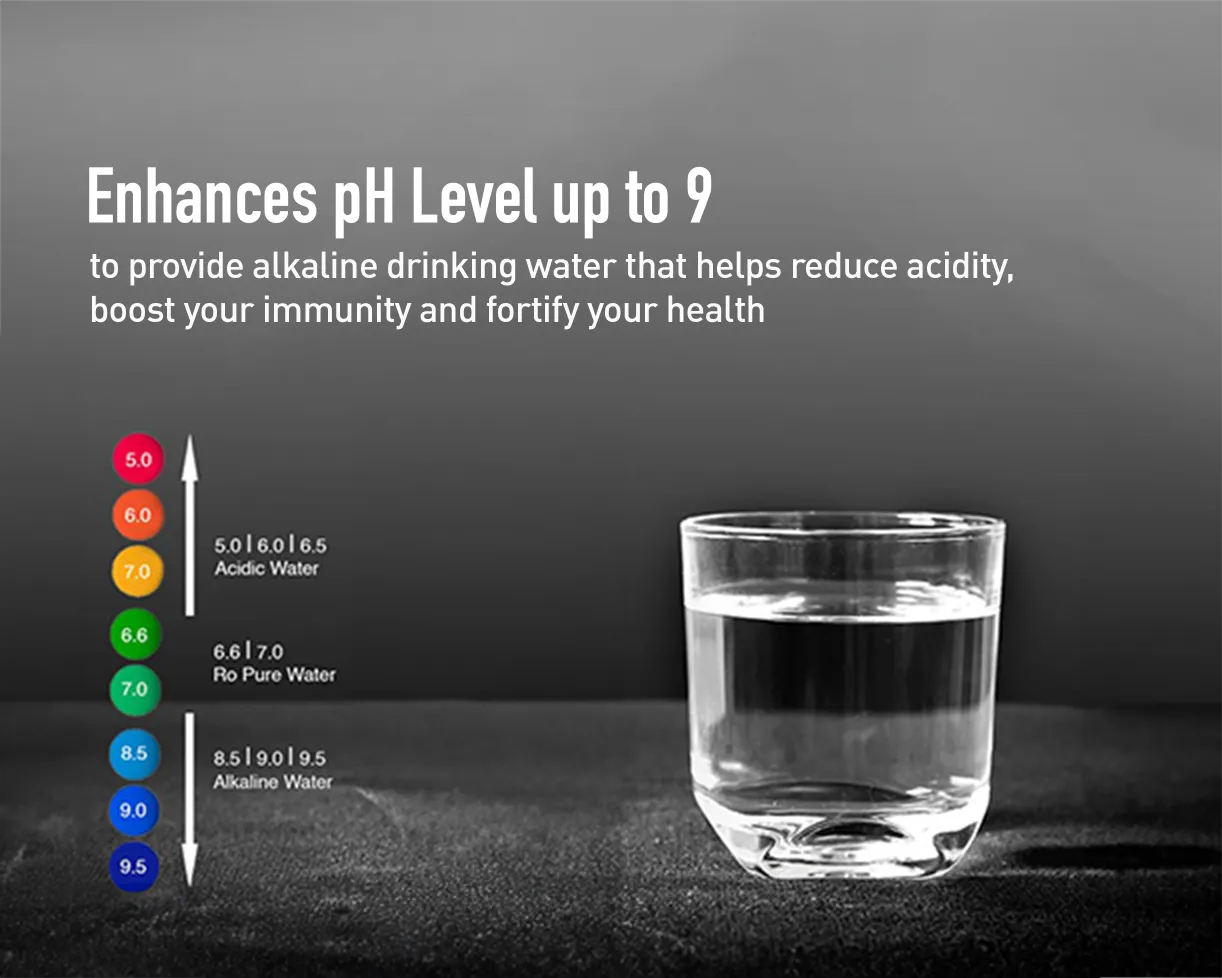 Enhances pH Level up to 9
to provide alkaline drinking water that helps reduce acidity,
boost your immunity and fortify your health
5.0
6.0
7.0
5.0 | 6.0 | 6.5
Acidic Water
6.6
7.0
6.6 | 7.0
Ro Pure Water
8.5
9.0
9.5
8.5 | 9.0 | 9.5
Alkaline Water